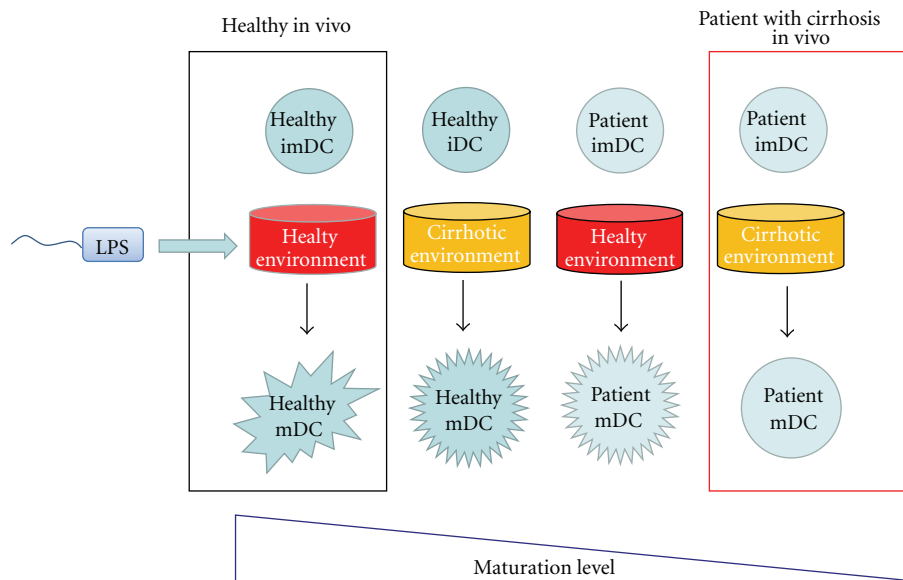 Healthy in vivo
Patient with cirrhosis
in vivo
Healthy
imDC
Healthy
iDC
Patient
imDC
Patient
imDC
LPS
Healty
environment
Cirrhotic
environment
Healty
environment
Cirrhotic
environment
Healthy
mDC
Healthy
mDC
Patient
mDC
Patient
mDC
Maturation level